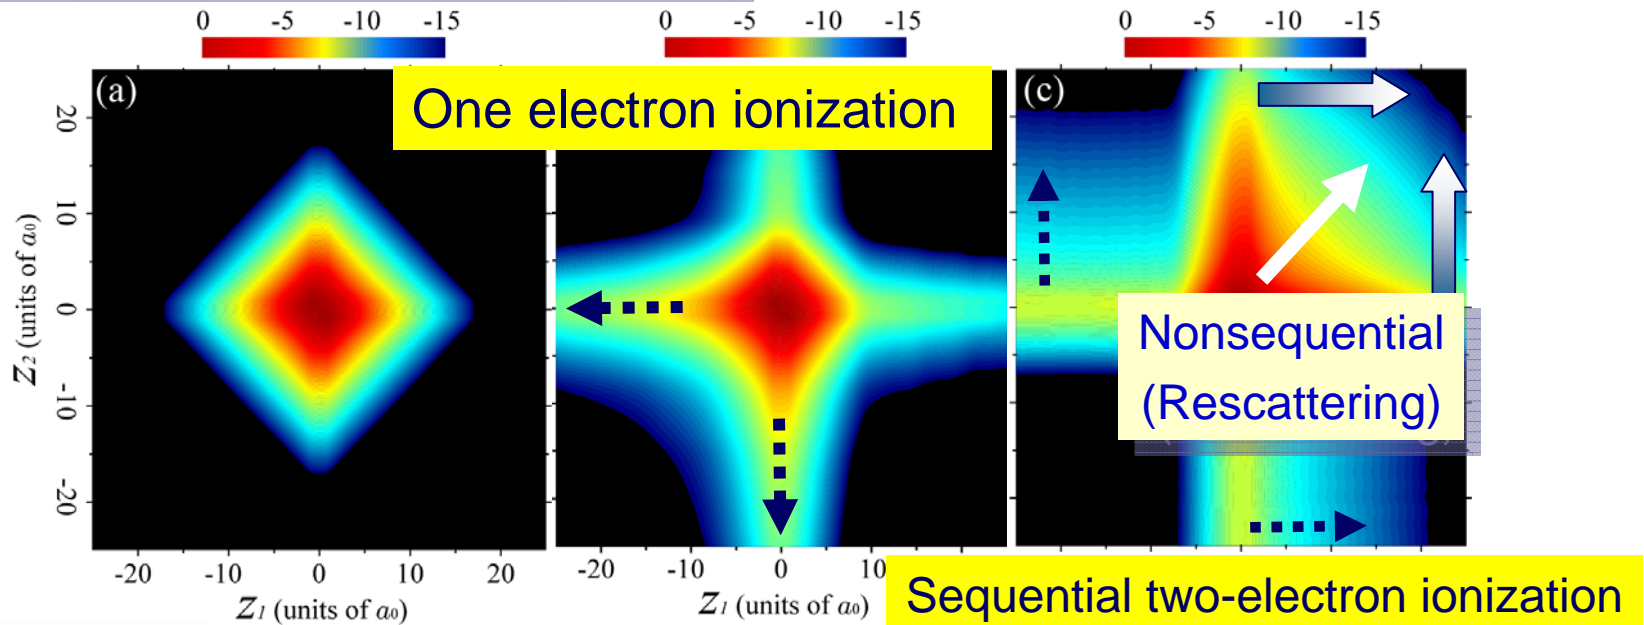 0 -5 -10 -15
0 -5 -10 -15
0 -5 -10 -15
(a)
One electron ionization
(c)
20
10
0
-10
-20
Z2 (units of a0)
Nonsequential
(Rescattering)
-20 -10 0 10 20
Z1 (units of a0)
-20 -10 0 10
Z1 (units of a0)
Sequential two-electron ionization